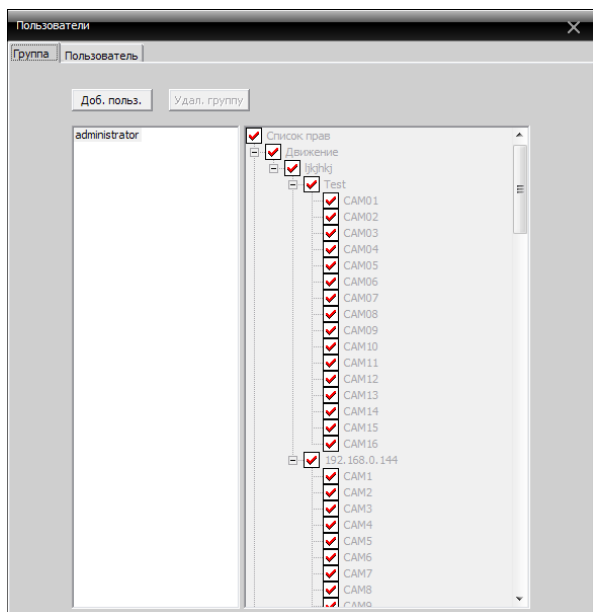 Пользователи
Группа Пользователь
Доб. польз. Удал. группу
administrator
Список прав
Движение
ljkjhkj
Test
CAM01
CAM02
CAM03
CAM04
CAM05
CAM06
CAM07
CAM08
CAM09
CAM10
CAM11
CAM12
CAM13
CAM14
CAM15
CAM16
192.168.0.144
CAM1
CAM2
CAM3
CAM4
CAM5
CAM6
CAM7
CAM8
CAM9